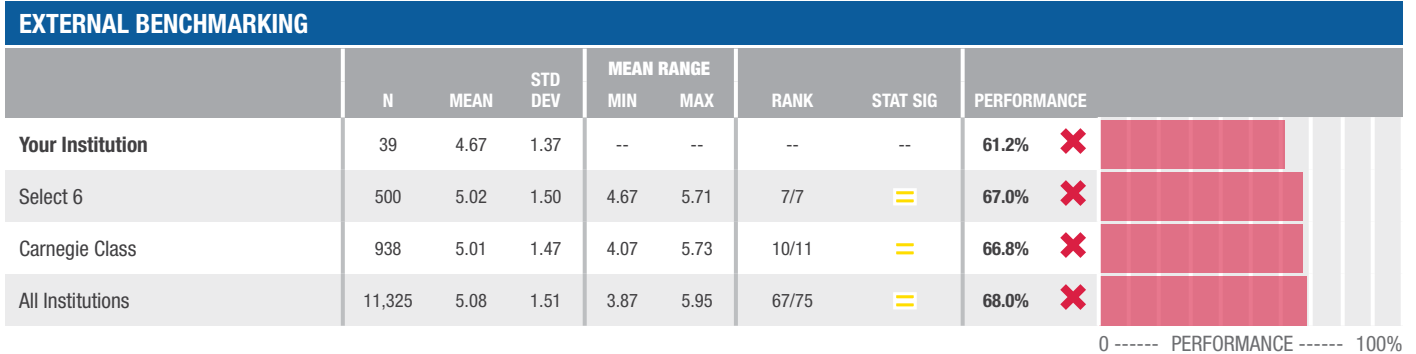 EXTERNAL BENCHMARKING
N MEAN STD DEV MEAN RANGE MIN MAX RANK STAT SIG PERFORMANCE
Your Institution 39 4.67 1.37 -- -- -- -- 61.2%
Select 6 500 5.02 1.50 4.67 5.71 7/7 = 67.0%
Carnegie Class 938 5.01 1.47 4.07 5.73 10/11 = 66.8%
All Institutions 11,325 5.08 1.51 3.87 5.95 67/75 = 68.0%
0 ------ PERFORMANCE ------ 100%